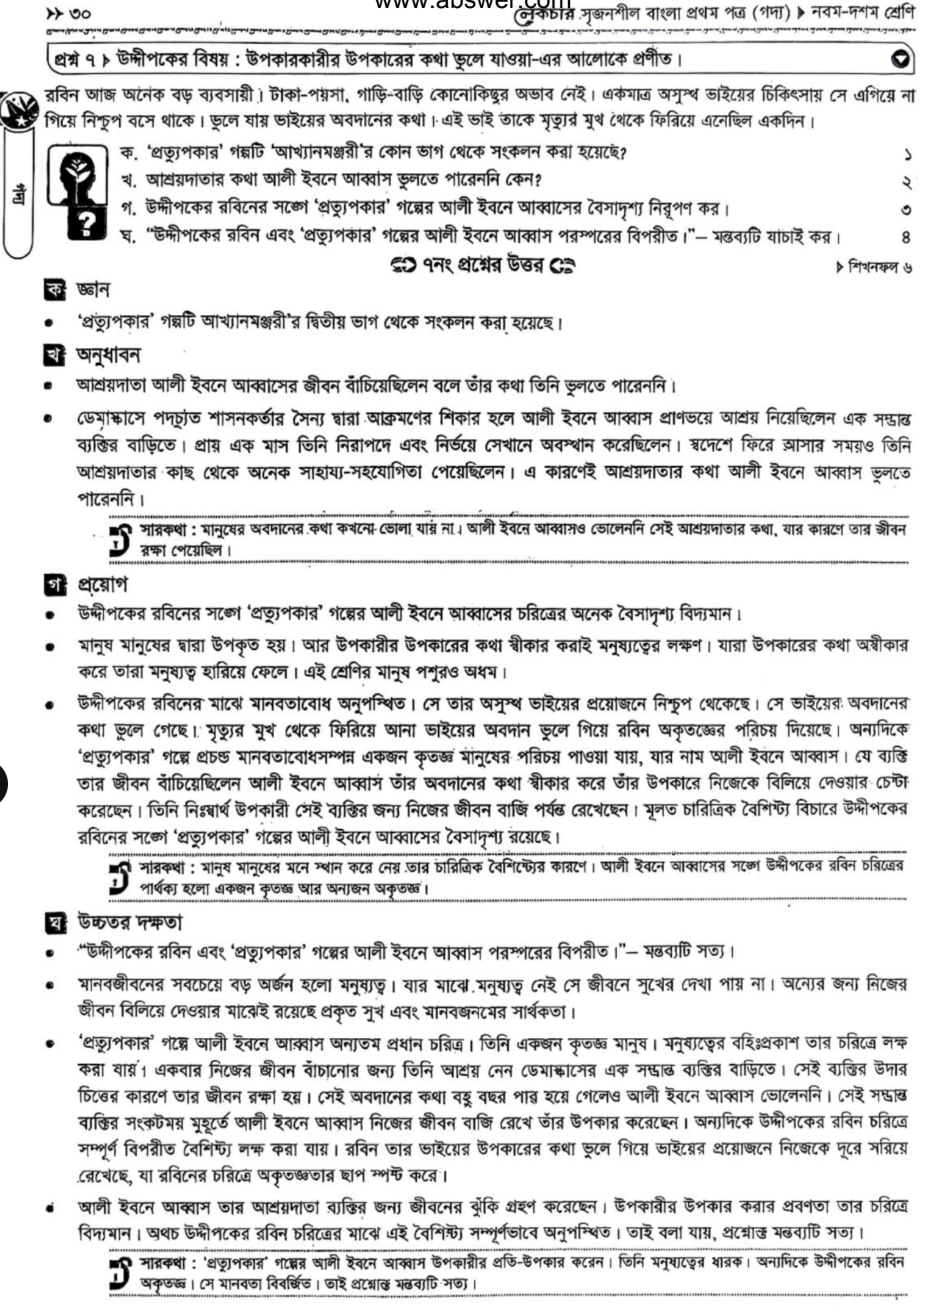 www.abswer.com
▸▸ ৩০ লেকচার সৃজনশীল বাংলা প্রথম পত্র (গদ্য) ▸ নবম-দশম শ্রেণি
প্রশ্ন ৭ ▸ উদ্দীপকের বিষয় : উপকারকারীর উপকারের কথা ভুলে যাওয়া-এর আলোকে প্রণীত।
রবিন আজ অনেক বড় ব্যবসায়ী। টাকা-পয়সা, গাড়ি-বাড়ি কোনোকিছুর অভাব নেই। একমাত্র অসুস্থ ভাইয়ের চিকিৎসায় সে এগিয়ে না
গিয়ে নিশ্চুপ বসে থাকে। ভুলে যায় ভাইয়ের অবদানের কথা। এই ভাই তাকে মৃত্যুর মুখ থেকে ফিরিয়ে এনেছিল একদিন।
গদ্য
ক. ‘প্রত্যুপকার’ গল্পটি ‘আখ্যানমঞ্জরী’র কোন ভাগ থেকে সংকলন করা হয়েছে? ১
খ. আশ্রয়দাতার কথা আলী ইবনে আব্বাস ভুলতে পারেননি কেন? ২
গ. উদ্দীপকের রবিনের সঙ্গে ‘প্রত্যুপকার’ গল্পের আলী ইবনে আব্বাসের বৈসাদৃশ্য নিরূপণ কর। ৩
ঘ. “উদ্দীপকের রবিন এবং ‘প্রত্যুপকার’ গল্পের আলী ইবনে আব্বাস পরস্পরের বিপরীত।”– মন্তব্যটি যাচাই কর। ৪
৭নং প্রশ্নের উত্তর ▸ শিখনফল ৬
ক জ্ঞান
• ‘প্রত্যুপকার’ গল্পটি আখ্যানমঞ্জরী’র দ্বিতীয় ভাগ থেকে সংকলন করা হয়েছে।
খ অনুধাবন
• আশ্রয়দাতা আলী ইবনে আব্বাসের জীবন বাঁচিয়েছিলেন বলে তাঁর কথা তিনি ভুলতে পারেননি।
• ডেমাস্কাসে পদচ্যুত শাসনকর্তার সৈন্য দ্বারা আক্রমণের শিকার হলে আলী ইবনে আব্বাস প্রাণভয়ে আশ্রয় নিয়েছিলেন এক সম্ভ্রান্ত
ব্যক্তির বাড়িতে। প্রায় এক মাস তিনি নিরাপদে এবং নির্ভয়ে সেখানে অবস্থান করেছিলেন। স্বদেশে ফিরে আসার সময়ও তিনি
আশ্রয়দাতার কাছ থেকে অনেক সাহায্য-সহযোগিতা পেয়েছিলেন। এ কারণেই আশ্রয়দাতার কথা আলী ইবনে আব্বাস ভুলতে
পারেননি।
সারকথা : মানুষের অবদানের কথা কখনো ভোলা যায় না। আলী ইবনে আব্বাসও ভোলেননি সেই আশ্রয়দাতার কথা, যার কারণে তার জীবন
রক্ষা পেয়েছিল।
গ প্রয়োগ
• উদ্দীপকের রবিনের সঙ্গে ‘প্রত্যুপকার’ গল্পের আলী ইবনে আব্বাসের চরিত্রের অনেক বৈসাদৃশ্য বিদ্যমান।
• মানুষ মানুষের দ্বারা উপকৃত হয়। আর উপকারীর উপকারের কথা স্বীকার করাই মনুষ্যত্বের লক্ষণ। যারা উপকারের কথা অস্বীকার
করে তারা মনুষ্যত্ব হারিয়ে ফেলে। এই শ্রেণির মানুষ পশুরও অধম।
• উদ্দীপকের রবিনের মাঝে মানবতাবোধ অনুপস্থিত। সে তার অসুস্থ ভাইয়ের প্রয়োজনে নিশ্চুপ থেকেছে। সে ভাইয়ের অবদানের
কথা ভুলে গেছে। মৃত্যুর মুখ থেকে ফিরিয়ে আনা ভাইয়ের অবদান ভুলে গিয়ে রবিন অকৃতজ্ঞের পরিচয় দিয়েছে। অন্যদিকে
‘প্রত্যুপকার’ গল্পে প্রচন্ড মানবতাবোধসম্পন্ন একজন কৃতজ্ঞ মানুষের পরিচয় পাওয়া যায়, যার নাম আলী ইবনে আব্বাস। যে ব্যক্তি
তার জীবন বাঁচিয়েছিলেন আলী ইবনে আব্বাস তাঁর অবদানের কথা স্বীকার করে তাঁর উপকারে নিজেকে বিলিয়ে দেওয়ার চেষ্টা
করেছেন। তিনি নিঃস্বার্থ উপকারী সেই ব্যক্তির জন্য নিজের জীবন বাজি পর্যন্ত রেখেছেন। মূলত চারিত্রিক বৈশিষ্ট্য বিচারে উদ্দীপকের
রবিনের সঙ্গে ‘প্রত্যুপকার’ গল্পের আলী ইবনে আব্বাসের বৈসাদৃশ্য রয়েছে।
সারকথা : মানুষ মানুষের মনে স্থান করে নেয় তার চারিত্রিক বৈশিষ্ট্যের কারণে। আলী ইবনে আব্বাসের সঙ্গে উদ্দীপকের রবিন চরিত্রের
পার্থক্য হলো একজন কৃতজ্ঞ আর অন্যজন অকৃতজ্ঞ।
ঘ উচ্চতর দক্ষতা
• “উদ্দীপকের রবিন এবং ‘প্রত্যুপকার’ গল্পের আলী ইবনে আব্বাস পরস্পরের বিপরীত।”– মন্তব্যটি সত্য।
• মানবজীবনের সবচেয়ে বড় অর্জন হলো মনুষ্যত্ব। যার মাঝে মনুষ্যত্ব নেই সে জীবনে সুখের দেখা পায় না। অন্যের জন্য নিজের
জীবন বিলিয়ে দেওয়ার মাঝেই রয়েছে প্রকৃত সুখ এবং মানবজনমের সার্থকতা।
• ‘প্রত্যুপকার’ গল্পে আলী ইবনে আব্বাস অন্যতম প্রধান চরিত্র। তিনি একজন কৃতজ্ঞ মানুষ। মনুষ্যত্বের বহিঃপ্রকাশ তার চরিত্রে লক্ষ
করা যায়। একবার নিজের জীবন বাঁচানোর জন্য তিনি আশ্রয় নেন ডেমাস্কাসের এক সম্ভ্রান্ত ব্যক্তির বাড়িতে। সেই ব্যক্তির উদার
চিত্তের কারণে তার জীবন রক্ষা হয়। সেই অবদানের কথা বহু বছর পার হয়ে গেলেও আলী ইবনে আব্বাস ভোলেননি। সেই সম্ভ্রান্ত
ব্যক্তির সংকটময় মুহূর্তে আলী ইবনে আব্বাস নিজের জীবন বাজি রেখে তাঁর উপকার করেছেন। অন্যদিকে উদ্দীপকের রবিন চরিত্রে
সম্পূর্ণ বিপরীত বৈশিষ্ট্য লক্ষ করা যায়। রবিন তার ভাইয়ের উপকারের কথা ভুলে গিয়ে ভাইয়ের প্রয়োজনে নিজেকে দূরে সরিয়ে
রেখেছে, যা রবিনের চরিত্রে অকৃতজ্ঞতার ছাপ স্পষ্ট করে।
• আলী ইবনে আব্বাস তার আশ্রয়দাতা ব্যক্তির জন্য জীবনের ঝুঁকি গ্রহণ করেছেন। উপকারীর উপকার করার প্রবণতা তার চরিত্রে
বিদ্যমান। অথচ উদ্দীপকের রবিন চরিত্রের মাঝে এই বৈশিষ্ট্য সম্পূর্ণভাবে অনুপস্থিত। তাই বলা যায়, প্রশ্নোক্ত মন্তব্যটি সত্য।
সারকথা : ‘প্রত্যুপকার’ গল্পের আলী ইবনে আব্বাস উপকারীর প্রতি-উপকার করেন। তিনি মনুষ্যত্বের ধারক। অন্যদিকে উদ্দীপকের রবিন
অকৃতজ্ঞ। সে মানবতা বিবর্জিত। তাই প্রশ্নোক্ত মন্তব্যটি সত্য।